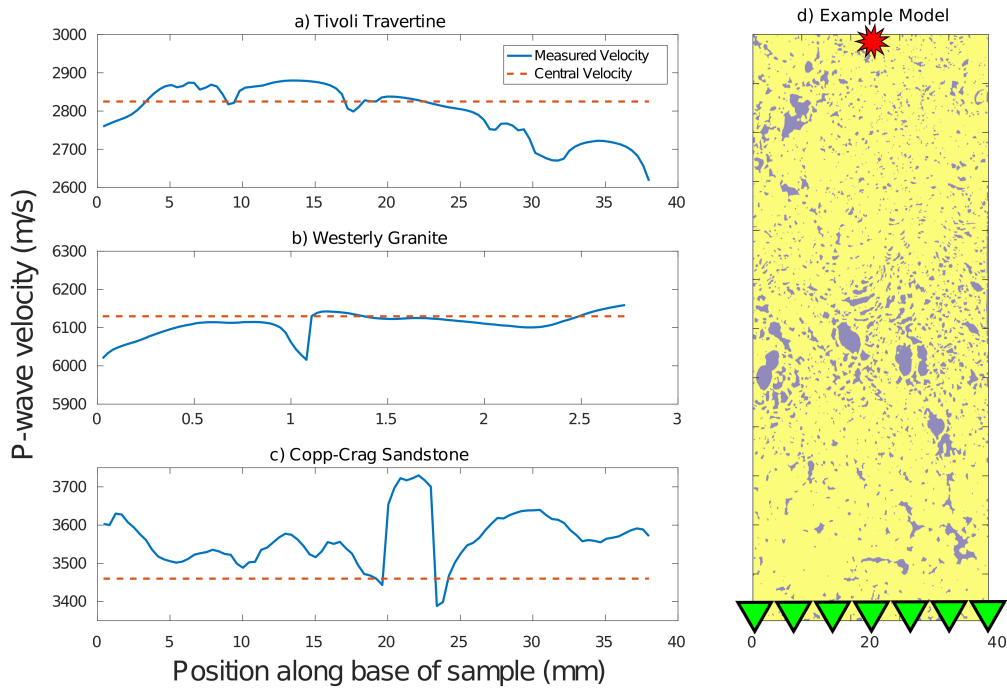 a) Tivoli Travertine
3000
2900
2800
2700
2600
0 5 10 15 20 25 30 35 40
Measured Velocity
Central Velocity
b) Westerly Granite
6300
6200
6100
6000
5900
0 0.5 1 1.5 2 2.5 3
c) Copp-Crag Sandstone
3700
3600
3500
3400
0 5 10 15 20 25 30 35 40
P-wave velocity (m/s)
Position along base of sample (mm)
d) Example Model
0 20 40